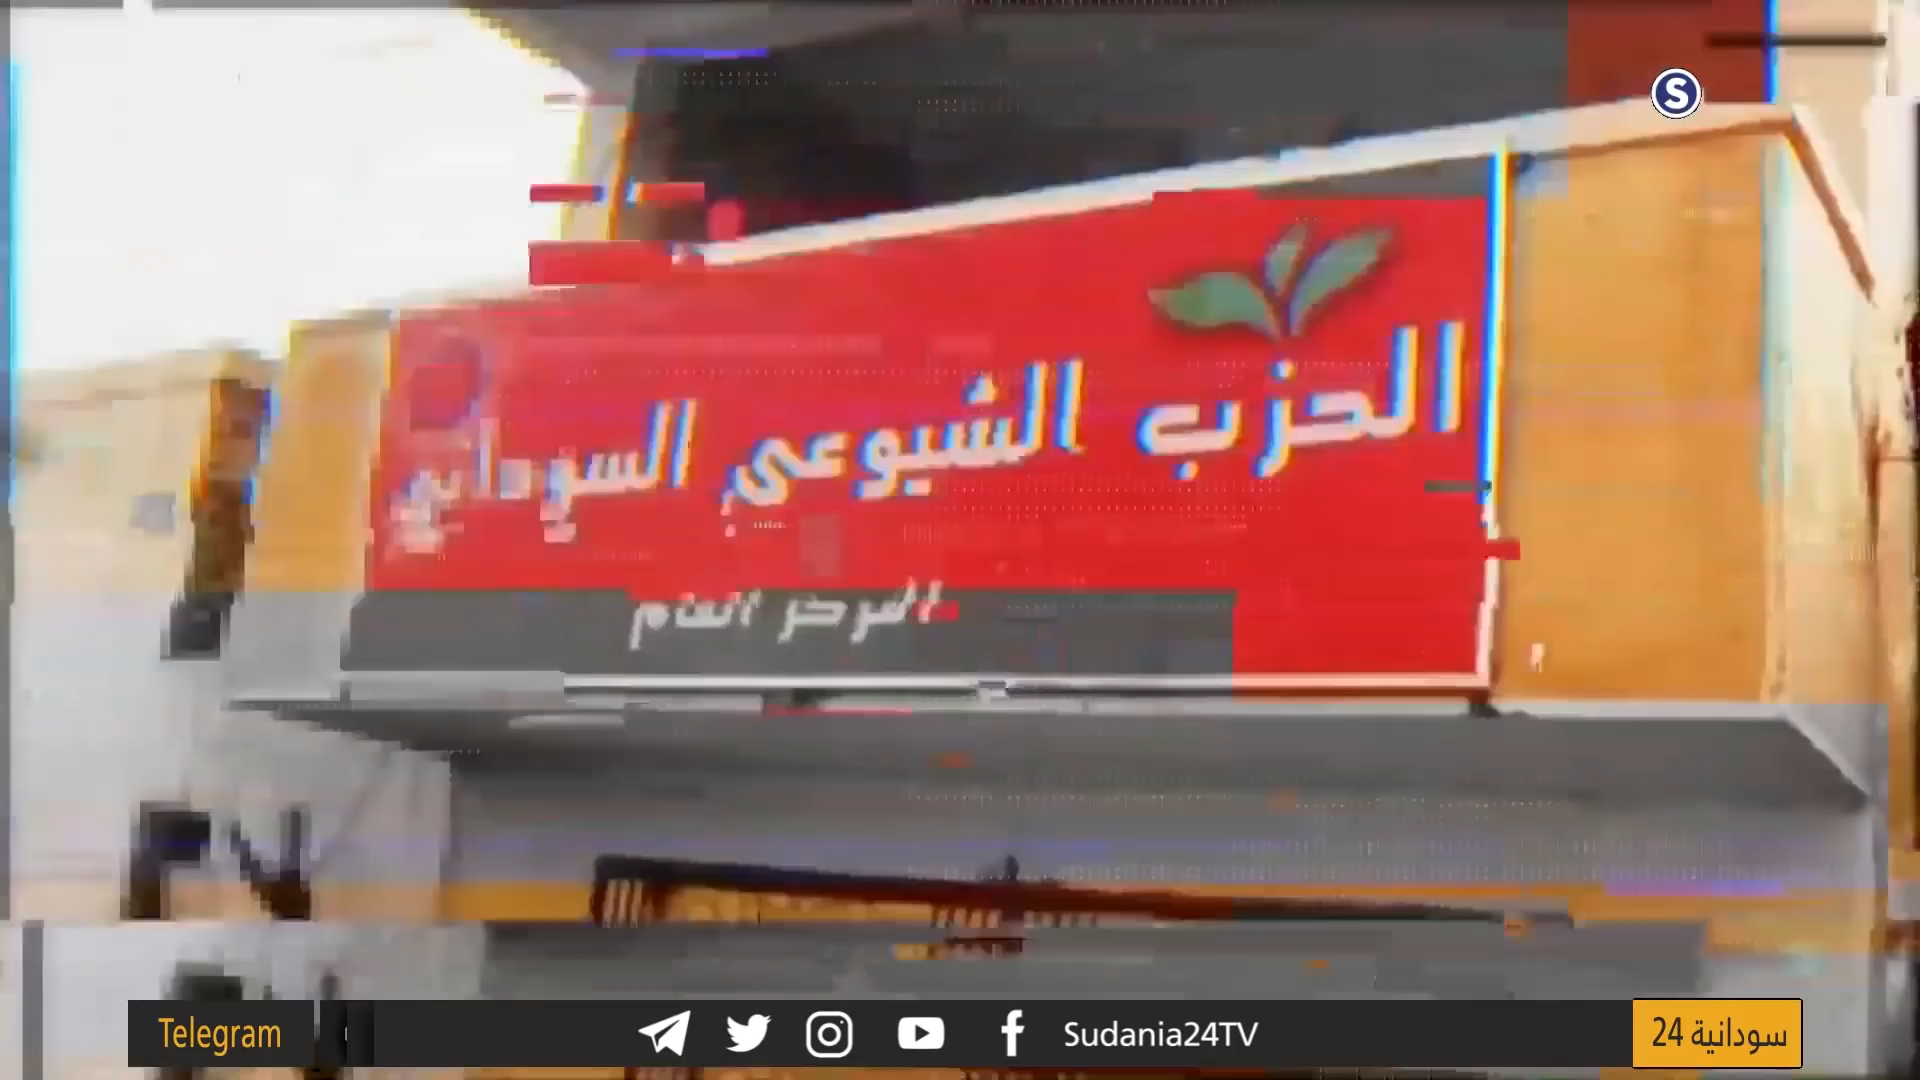 S
الحزب الشيوعي السوداني
المركز العام
Telegram
Sudania24TV
سودانية 24